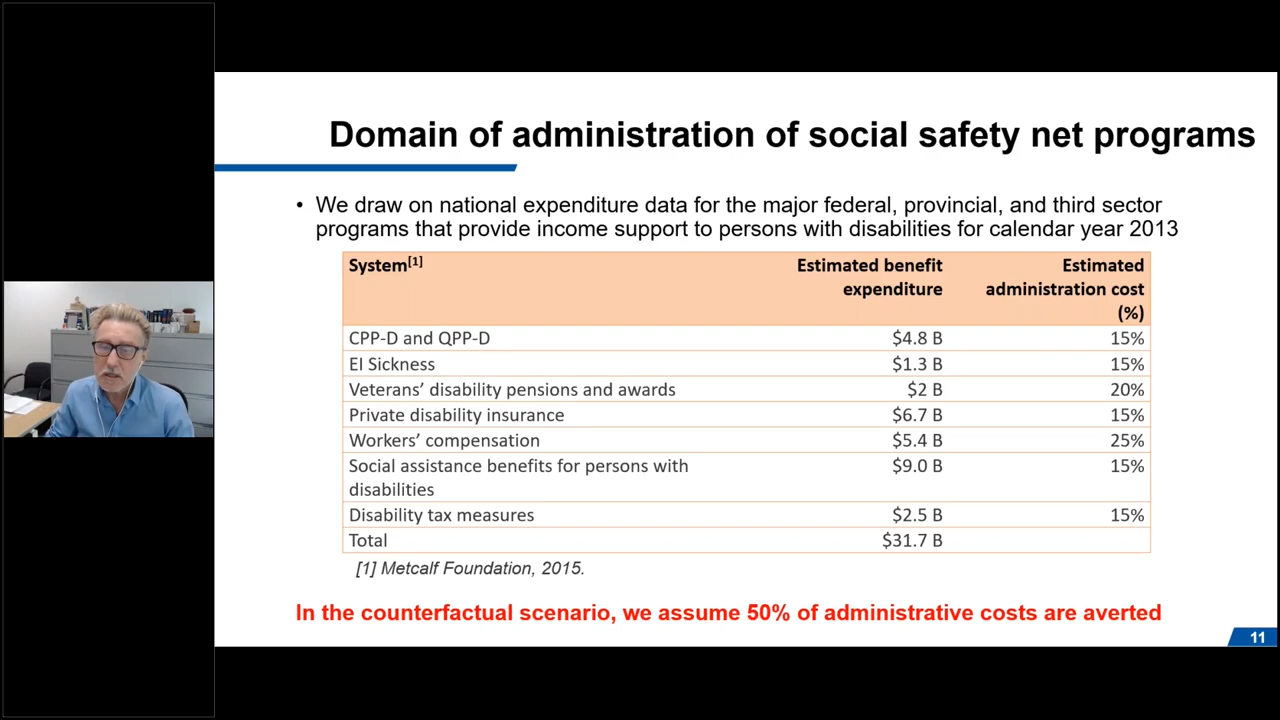 Domain of administration of social safety net programs
• We draw on national expenditure data for the major federal, provincial, and third sector
programs that provide income support to persons with disabilities for calendar year 2013
System[1] Estimated benefit expenditure Estimated administration cost (%)
CPP-D and QPP-D $4.8 B 15%
EI Sickness $1.3 B 15%
Veterans’ disability pensions and awards $2 B 20%
Private disability insurance $6.7 B 15%
Workers’ compensation $5.4 B 25%
Social assistance benefits for persons with disabilities $9.0 B 15%
Disability tax measures $2.5 B 15%
Total $31.7 B
[1] Metcalf Foundation, 2015.
In the counterfactual scenario, we assume 50% of administrative costs are averted
11